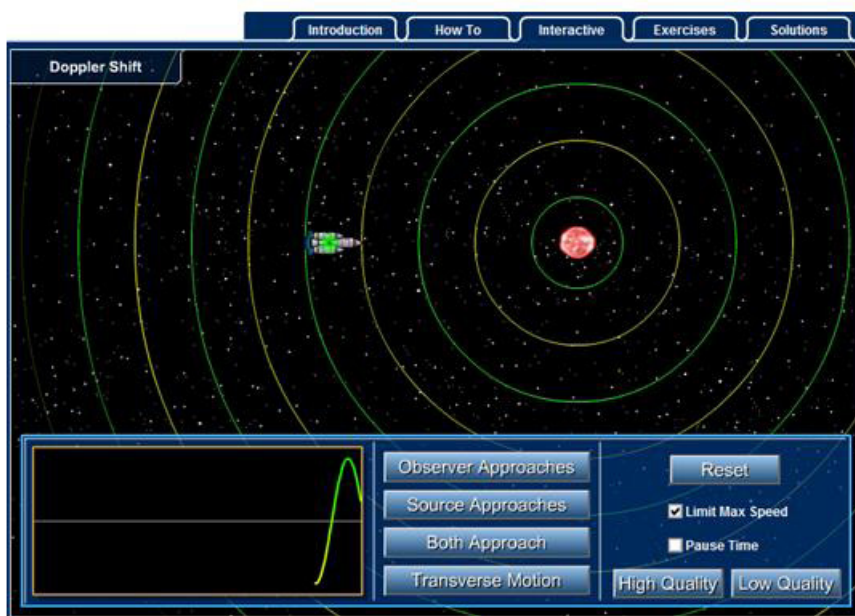 Introduction How To Interactive Exercises Solutions
Doppler Shift
Observer Approaches
Source Approaches
Both Approach
Transverse Motion
Reset
Limit Max Speed
Pause Time
High Quality Low Quality